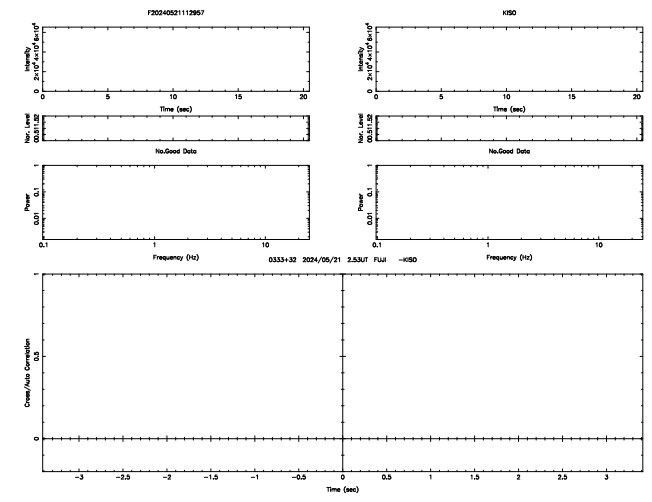 F20240521112957
KISO
Intensity
2×10⁴ 4×10⁴ 6×10⁴
0
0 5 10 15 20
Time (sec)
Intensity
2×10⁴ 4×10⁴ 6×10⁴
0
0 5 10 15 20
Time (sec)
Nor. Level
00.511.52
Nor. Level
00.511.52
No.Good Data
No.Good Data
Power
1
0.1
0.01
0.1 1 10
Frequency (Hz)
Power
1
0.1
0.01
0.1 1 10
Frequency (Hz)
0333+32 2024/05/21 2.53UT FUJI -KISO
Cross/Auto Correlation
1
0.5
0
-3 -2.5 -2 -1.5 -1 -0.5 0 0.5 1 1.5 2 2.5 3
Time (sec)